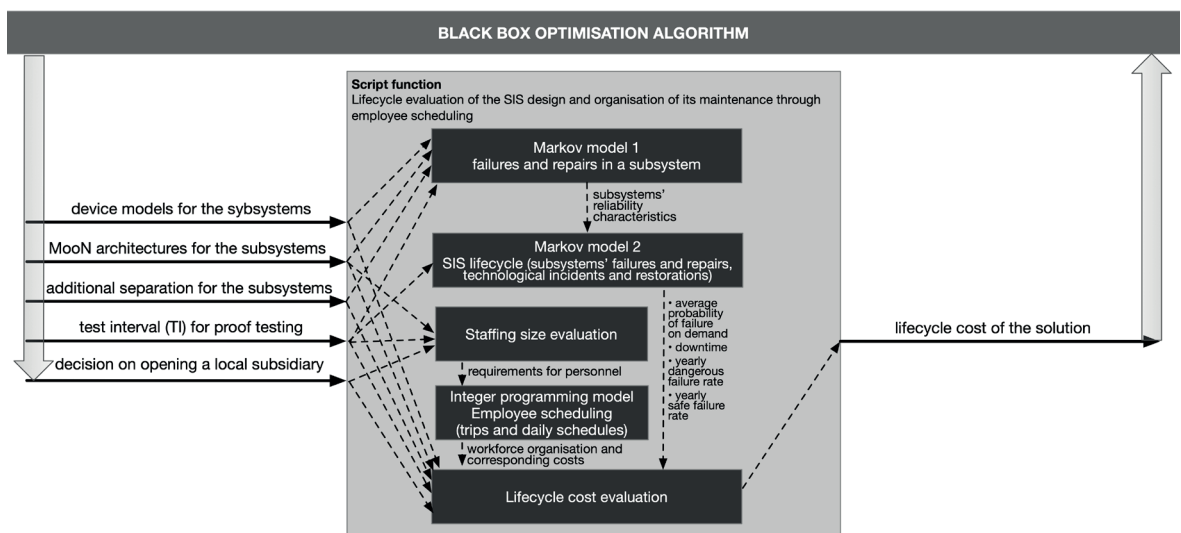 BLACK BOX OPTIMISATION ALGORITHM
Script function
Lifecycle evaluation of the SIS design and organisation of its maintenance through
employee scheduling
Markov model 1
failures and repairs in a subsystem
subsystems’
reliability
characteristics
device models for the sybsystems
MooN architectures for the subsystems
additional separation for the subsystems
test interval (TI) for proof testing
decision on opening a local subsidiary
Markov model 2
SIS lifecycle (subsystems’ failures and repairs,
technological incidents and restorations)
• average
probability
of failure
on demand
• downtime
• yearly
dangerous
failure rate
• yearly
safe failure
rate
Staffing size evaluation
requirements for personnel
Integer programming model
Employee scheduling
(trips and daily schedules)
workforce organisation and
corresponding costs
Lifecycle cost evaluation
lifecycle cost of the solution